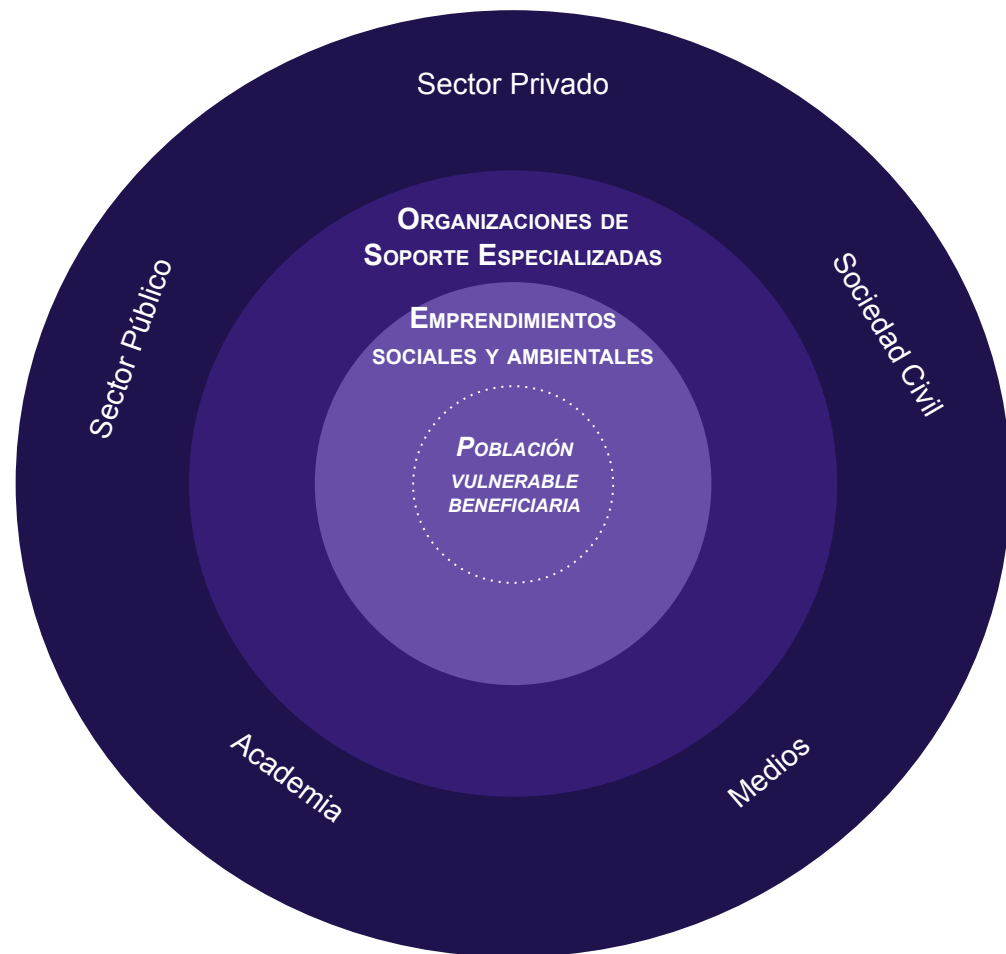 Sector Privado
Organizaciones de
Soporte Especializadas
Sector Público
Sociedad Civil
Emprendimientos
sociales y ambientales
Población
vulnerable
beneficiaria
Academia
Medios